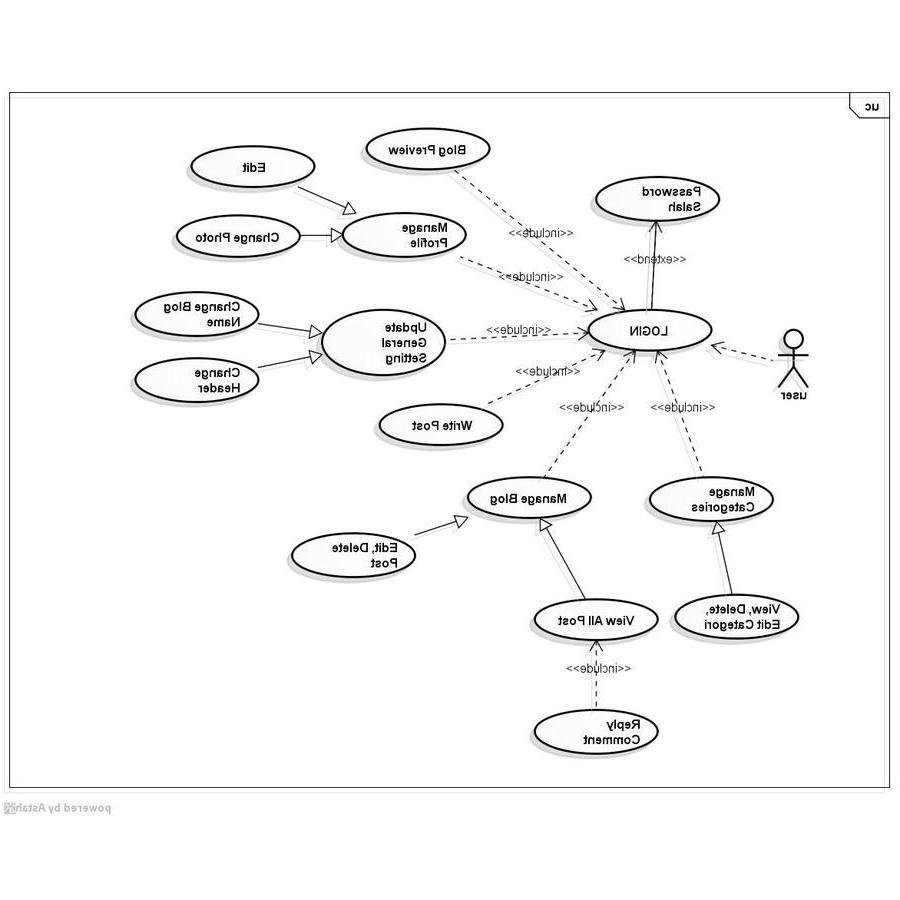 uc
Blog Preview
Edit
Password
Salah
Change Photo
Manage
Profile
<<include>>
<<extend>>
<<include>>
Change Blog
Name
Update
General
Setting
<<include>>
LOGIN
Change
Header
<<include>>
user
Write Post
<<include>>
<<include>>
Manage Blog
Manage
Categories
Edit, Delete
Post
View All Post
View, Delete,
Edit Categori
<<include>>
Reply
Comment
powered by Astah